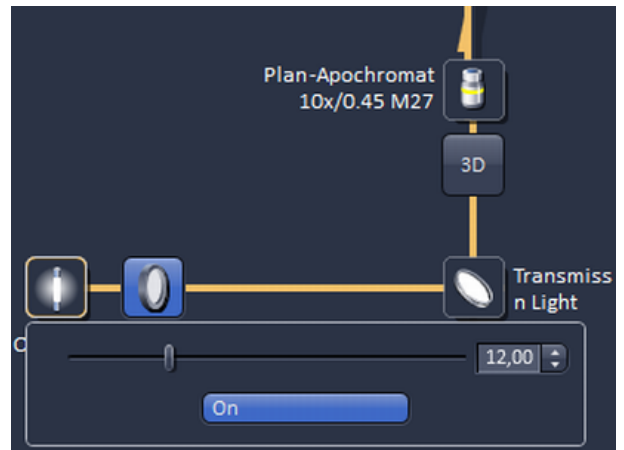 Plan-Apochromat
10x/0.45 M27
3D
Transmiss
n Light
12,00
On